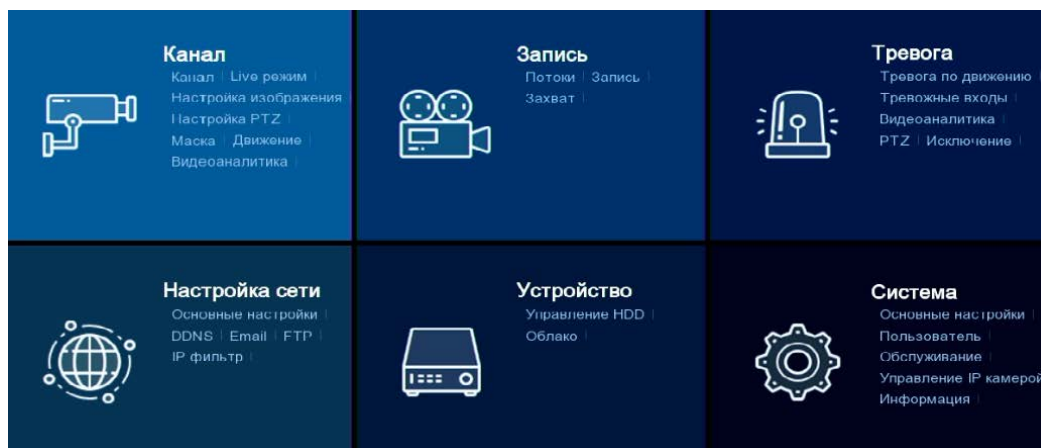 Канал
Канал | Live режим |
Настройка изображения
Настройка PTZ |
Маска | Движение |
Видеоаналитика |
Запись
Потоки | Запись |
Захват |
Тревога
Тревога по движению |
Тревожные входы |
Видеоаналитика
PTZ | Исключение |
Настройка сети
Основные настройки |
DDNS | Email | FTP |
IP фильтр |
Устройство
Управление HDD |
Облако |
Система
Основные настройки |
Пользователь |
Обслуживание |
Управление IP камерой
Информация |